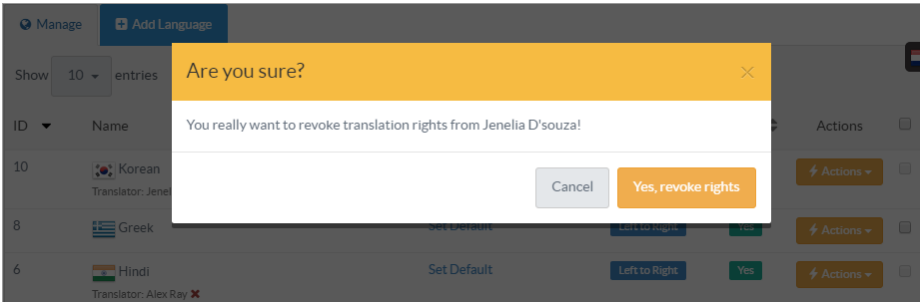 Manage
Add Language
Show 10 entries
Are you sure?
You really want to revoke translation rights from Jenelia D'souza!
Cancel
Yes, revoke rights
ID Name Actions
10 Korean Actions
Translator:
8 Greek Set Default Left to Right Yes Actions
6 Hindi Set Default Left to Right Yes Actions
Translator: Alex Ray